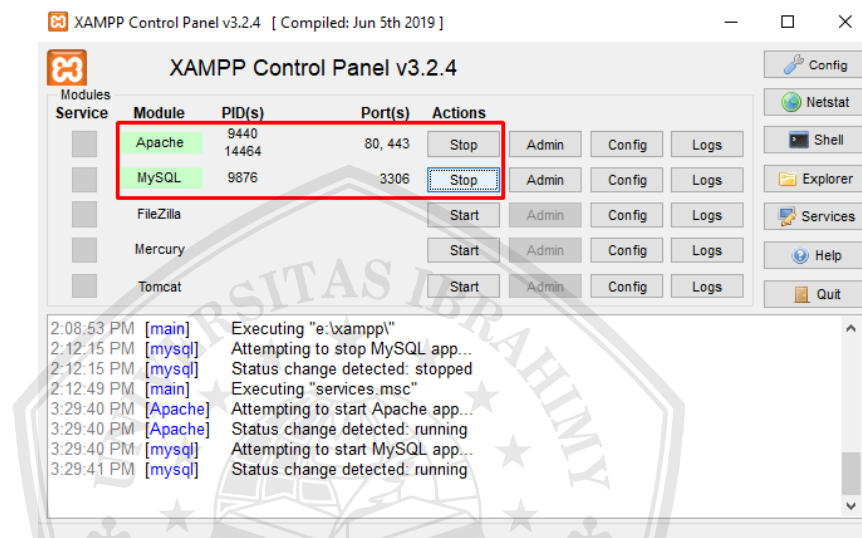 XAMPP Control Panel v3.2.4 [ Compiled: Jun 5th 2019 ]
XAMPP Control Panel v3.2.4
Config
Modules
Service Module PID(s) Port(s) Actions
Netstat
Apache 9440 14464 80, 443 Stop Admin Config Logs
Shell
MySQL 9876 3306 Stop Admin Config Logs
Explorer
FileZilla Start Admin Config Logs
Services
Mercury Start Admin Config Logs
Help
Tomcat Start Admin Config Logs
Quit
2:08:53 PM [main] Executing "e:\xampp\"
2:12:15 PM [mysql] Attempting to stop MySQL app...
2:12:15 PM [mysql] Status change detected: stopped
2:12:49 PM [main] Executing "services.msc"
3:29:40 PM [Apache] Attempting to start Apache app...
3:29:40 PM [Apache] Status change detected: running
3:29:40 PM [mysql] Attempting to start MySQL app...
3:29:41 PM [mysql] Status change detected: running
UNIVERSITAS IBRAHIMY